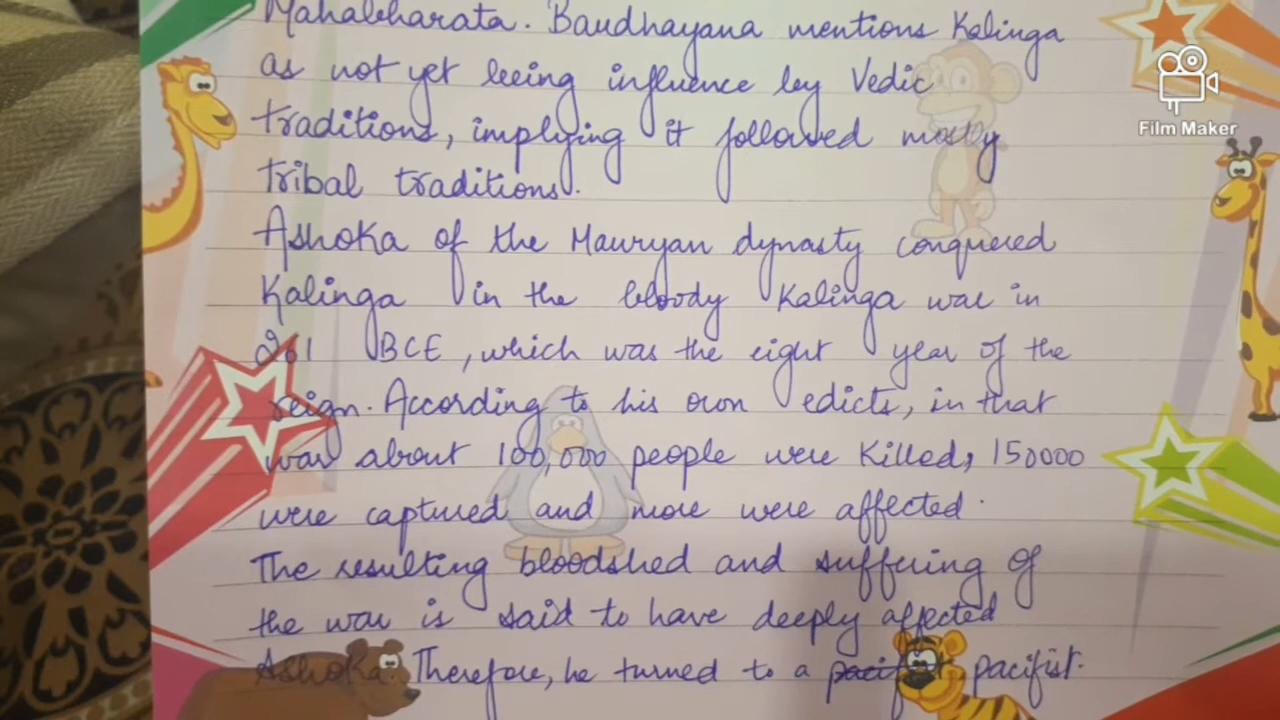 Mahabharata. Baudhayana mentions Kalinga
as not yet being influence by Vedic
traditions, implying it followed mostly
tribal traditions.
Ashoka of the Mauryan dynasty conquered
Kalinga in the bloody Kalinga war in
261 BCE, which was the eight year of the
reign. According to his own edicts, in that
war about 100,000 people were killed, 150000
were captured and more were affected.
The resulting bloodshed and suffering of
the war is said to have deeply affected
Ashoka. Therefore, he turned to a pacifist.
Film Maker